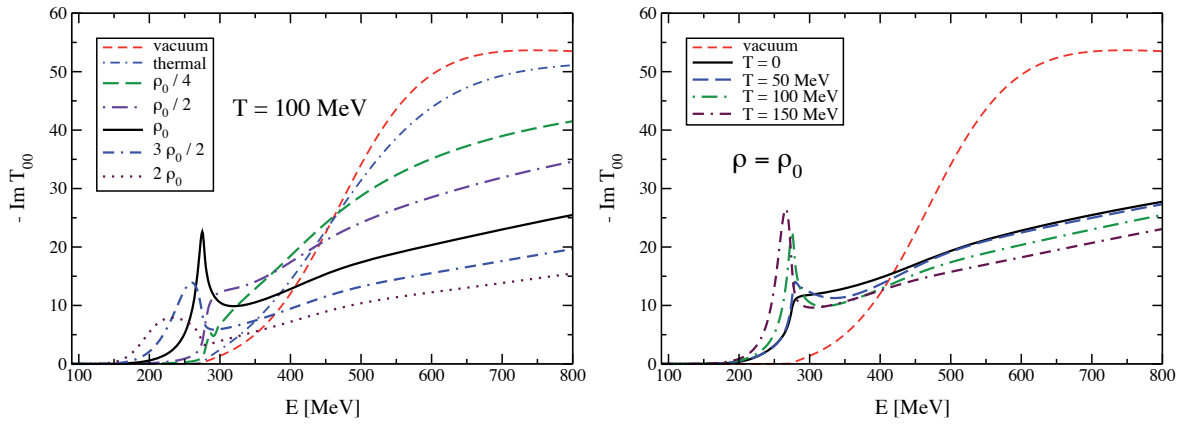 60
50
40
30
20
10
0
- Im T00
vacuum
thermal
ρ0 / 4
ρ0 / 2
ρ0
3 ρ0 / 2
2 ρ0
T = 100 MeV
100 200 300 400 500 600 700 800
E [MeV]
60
50
40
30
20
10
0
- Im T00
vacuum
T = 0
T = 50 MeV
T = 100 MeV
T = 150 MeV
ρ = ρ0
100 200 300 400 500 600 700 800
E [MeV]